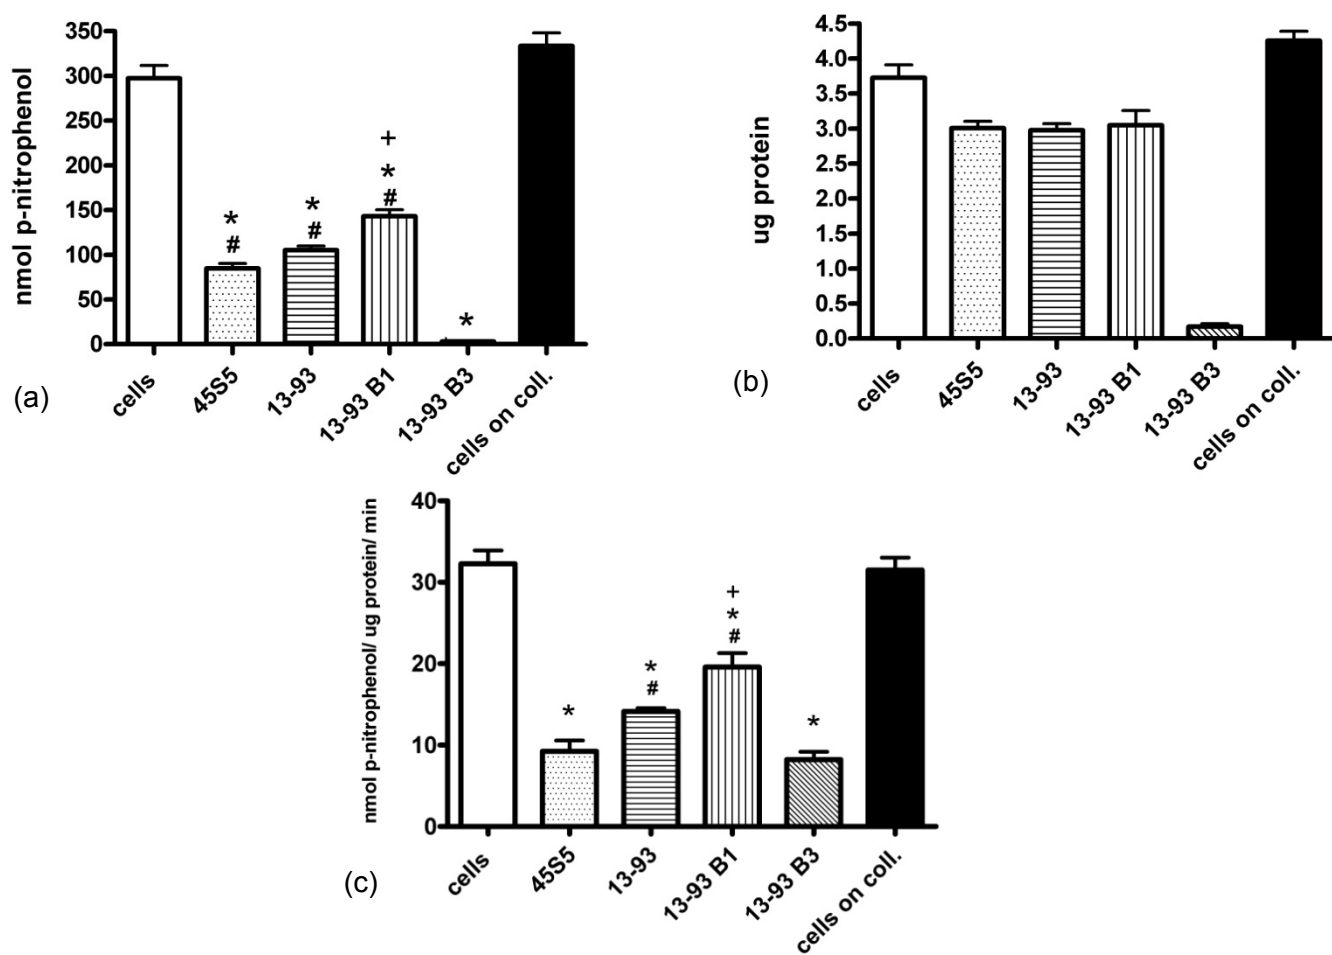 nmol p-nitrophenol
350
300
250
200
150
100
50
0
*
#
*
#
+
*
#
*
cells
45S5
13-93
13-93 B1
13-93 B3
cells on coll.
(a)
ug protein
4.5
4.0
3.5
3.0
2.5
2.0
1.5
1.0
0.5
0.0
cells
45S5
13-93
13-93 B1
13-93 B3
cells on coll.
(b)
nmol p-nitrophenol/ ug protein/ min
40
30
20
10
0
*
*
#
+
*
#
*
cells
45S5
13-93
13-93 B1
13-93 B3
cells on coll.
(c)